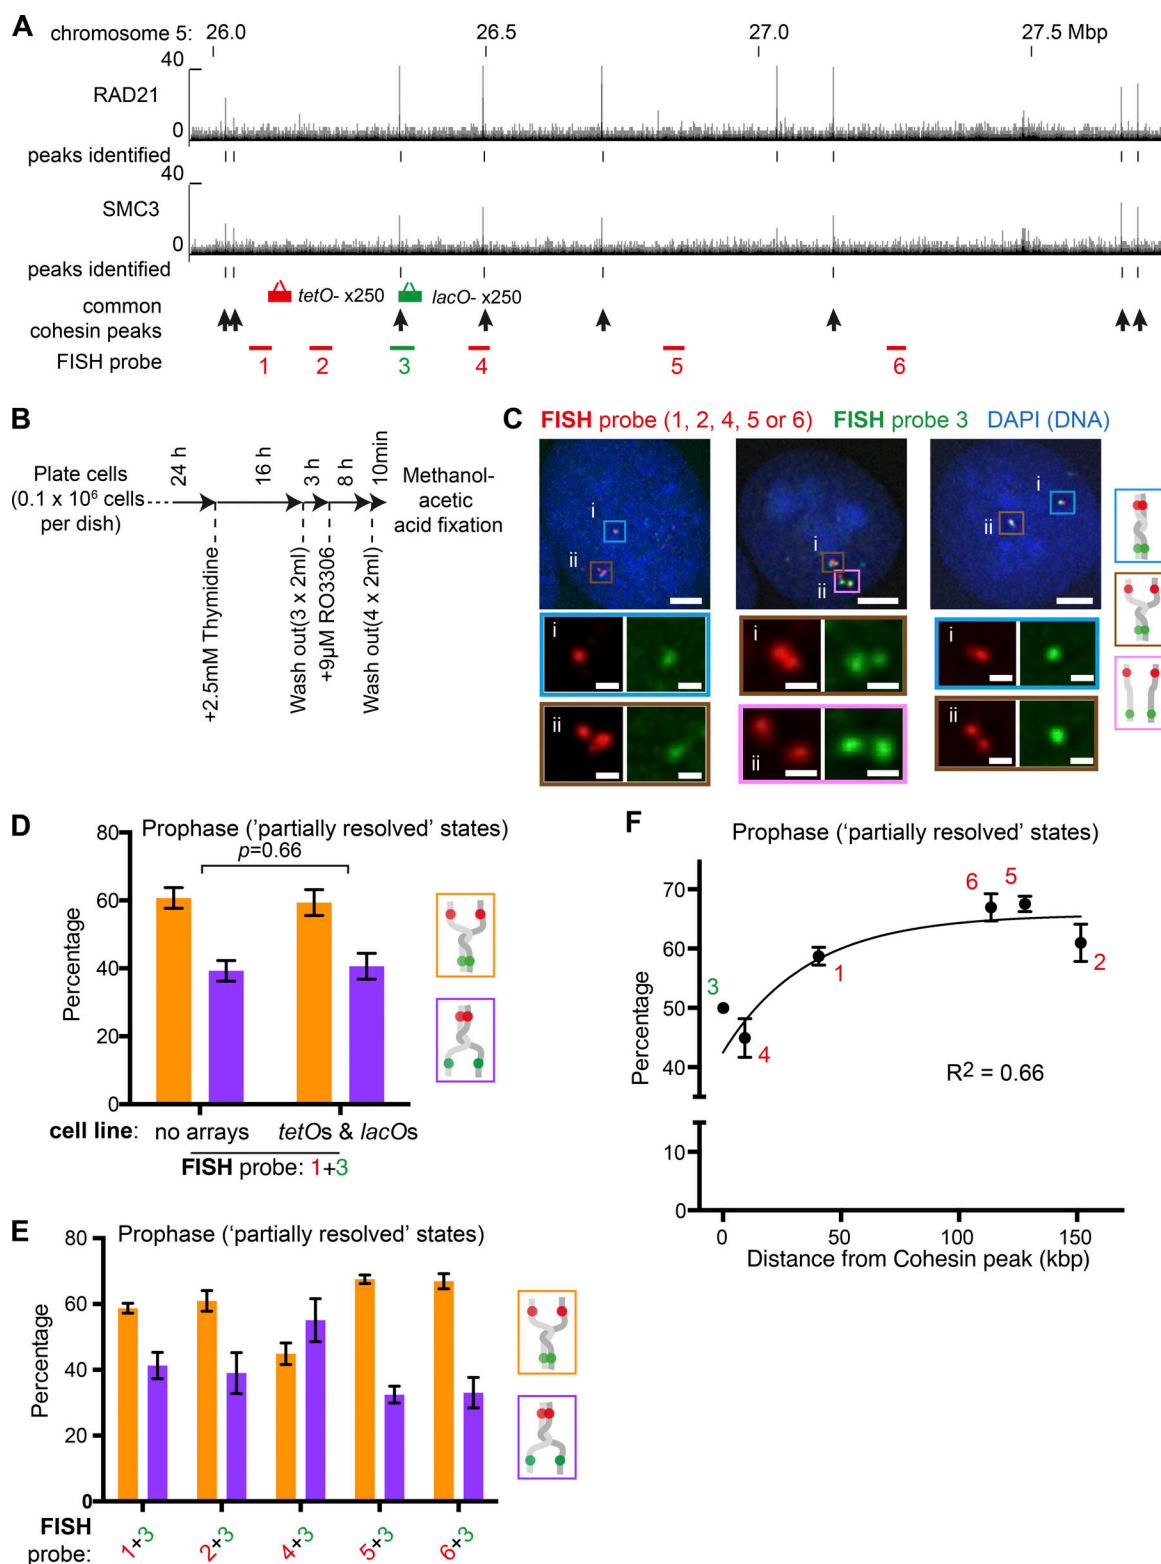 A
chromosome 5: 26.0 26.5 27.0 27.5 Mbp
40
RAD21
0
peaks identified
40
SMC3
0
peaks identified
tetO- x250 lacO- x250
common
cohesin peaks
FISH probe 1 2 3 4 5 6
B
24 h 16 h 3 h 8 h 10min
Plate cells
(0.1 x 10⁶ cells
per dish)
Methanol-
acetic
acid fixation
+2.5mM Thymidine
Wash out(3 x 2ml)
+9µM RO3306
Wash out(4 x 2ml)
C FISH probe (1, 2, 4, 5 or 6) FISH probe 3 DAPI (DNA)
i
ii
i
ii
i
ii
i
i
i
ii
ii
ii
D
Prophase ('partially resolved' states)
p=0.66
80
60
40
20
0
Percentage
cell line: no arrays tetOs & lacOs
FISH probe: 1+3
E
Prophase ('partially resolved' states)
80
60
40
20
0
Percentage
FISH
probe: 1+3 2+3 4+3 5+3 6+3
F
Prophase ('partially resolved' states)
70
60
50
40
10
0
Percentage
3
4
1
6
5
2
R² = 0.66
0 50 100 150
Distance from Cohesin peak (kbp)